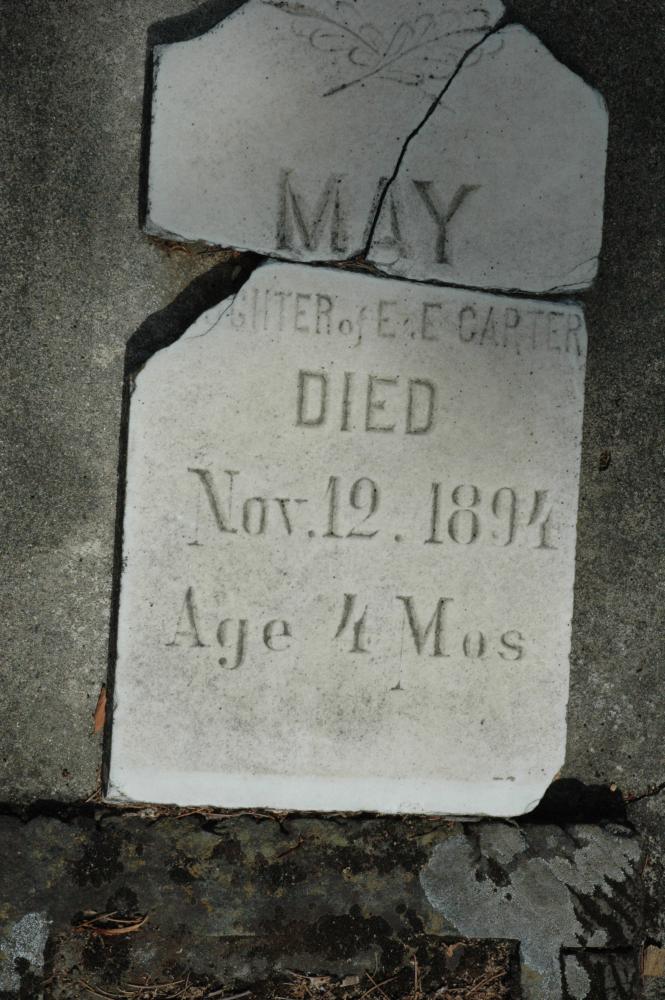 MAY
GHTER of E & E CARTER
DIED
Nov. 12. 1894
Age 4 Mos